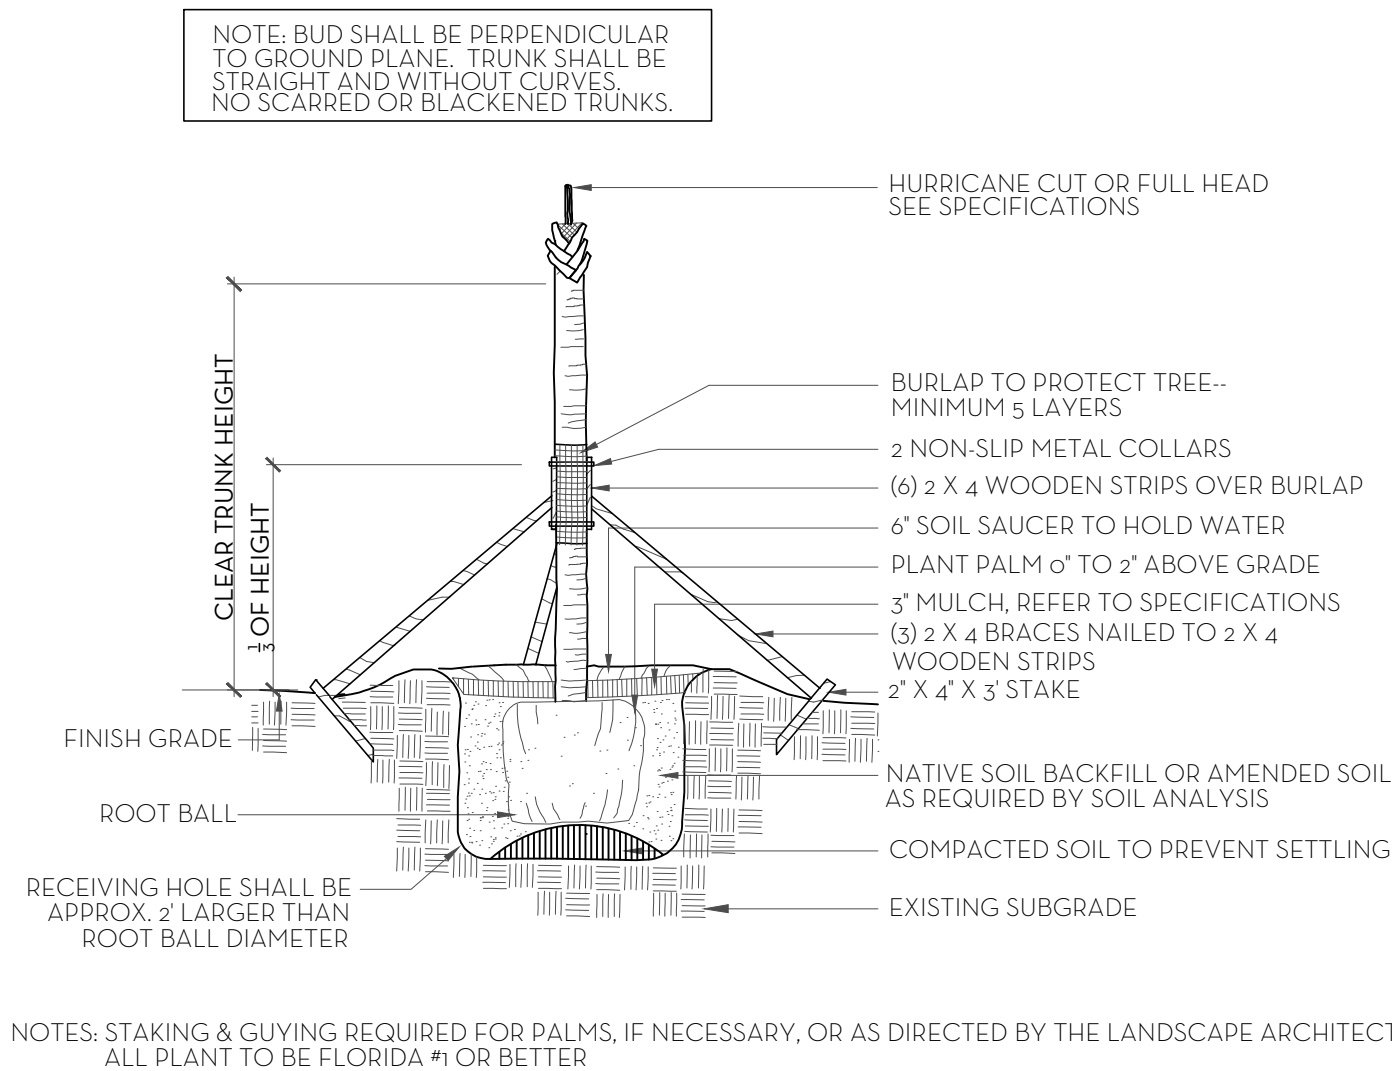 NOTE: BUD SHALL BE PERPENDICULAR
TO GROUND PLANE. TRUNK SHALL BE
STRAIGHT AND WITHOUT CURVES.
NO SCARRED OR BLACKENED TRUNKS.
HURRICANE CUT OR FULL HEAD
SEE SPECIFICATIONS
CLEAR TRUNK HEIGHT
1/3 OF HEIGHT
BURLAP TO PROTECT TREE--
MINIMUM 5 LAYERS
2 NON-SLIP METAL COLLARS
(6) 2 X 4 WOODEN STRIPS OVER BURLAP
6" SOIL SAUCER TO HOLD WATER
PLANT PALM 0" TO 2" ABOVE GRADE
3" MULCH, REFER TO SPECIFICATIONS
(3) 2 X 4 BRACES NAILED TO 2 X 4
WOODEN STRIPS
2" X 4" X 3' STAKE
FINISH GRADE
ROOT BALL
RECEIVING HOLE SHALL BE
APPROX. 2' LARGER THAN
ROOT BALL DIAMETER
NATIVE SOIL BACKFILL OR AMENDED SOIL
AS REQUIRED BY SOIL ANALYSIS
COMPACTED SOIL TO PREVENT SETTLING
EXISTING SUBGRADE
NOTES: STAKING & GUYING REQUIRED FOR PALMS, IF NECESSARY, OR AS DIRECTED BY THE LANDSCAPE ARCHITECT
ALL PLANT TO BE FLORIDA #1 OR BETTER